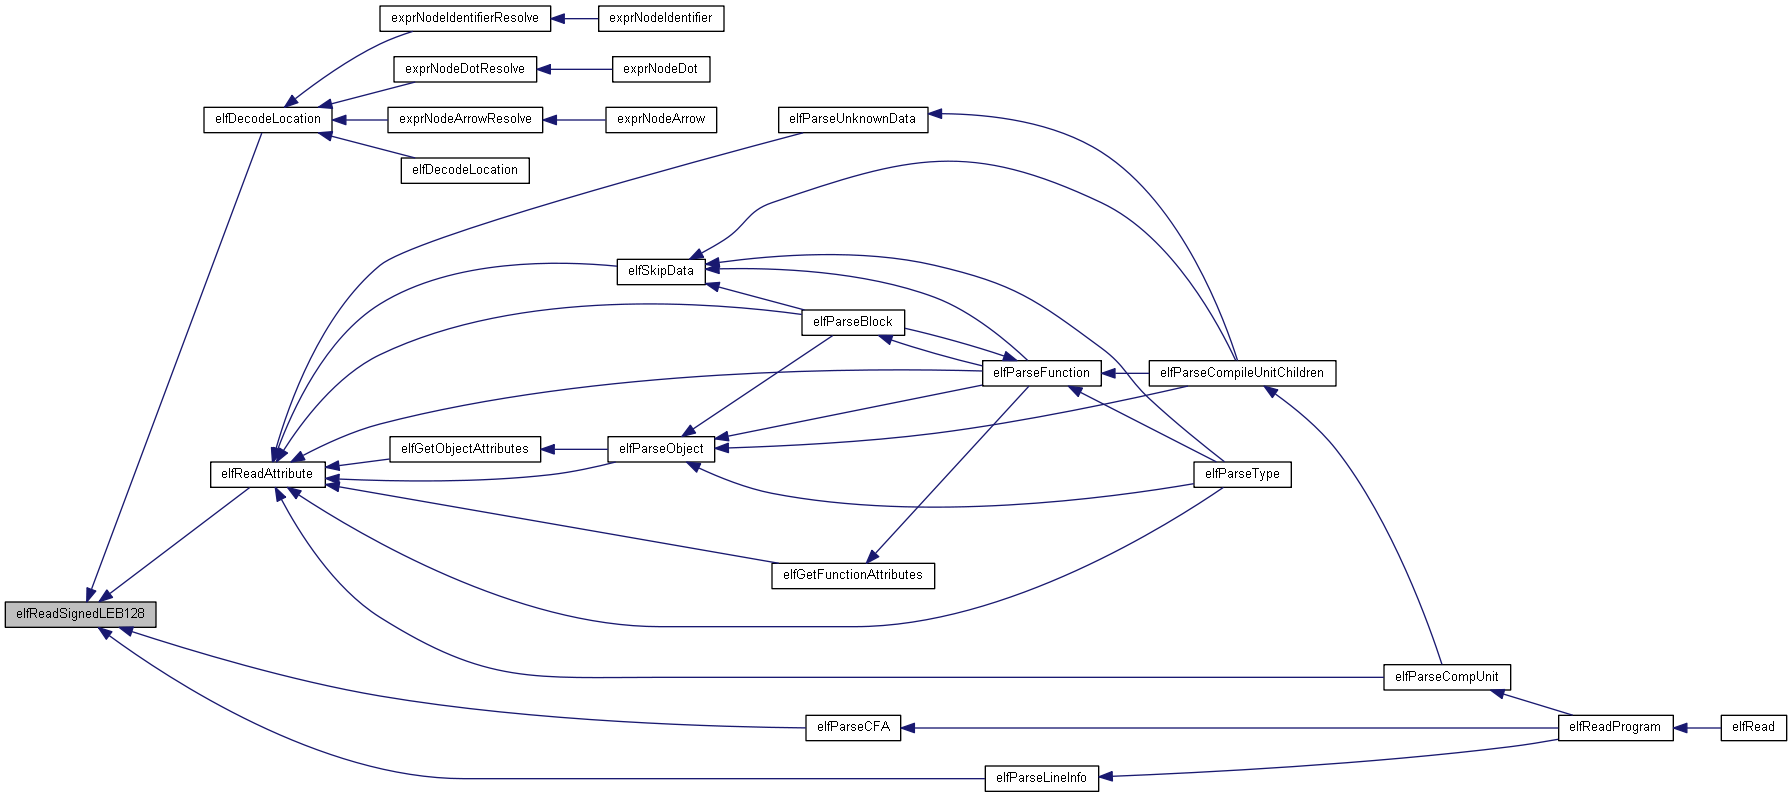 exprNodeIdentifierResolve
exprNodeIdentifier
exprNodeDotResolve
exprNodeDot
elfDecodeLocation
exprNodeArrowResolve
exprNodeArrow
elfParseUnknownData
elfDecodeLocation
elfSkipData
elfParseBlock
elfParseFunction
elfParseCompileUnitChildren
elfGetObjectAttributes
elfParseObject
elfReadAttribute
elfParseType
elfGetFunctionAttributes
elfReadSignedLEB128
elfParseCompUnit
elfParseCFA
elfReadProgram
elfRead
elfParseLineInfo